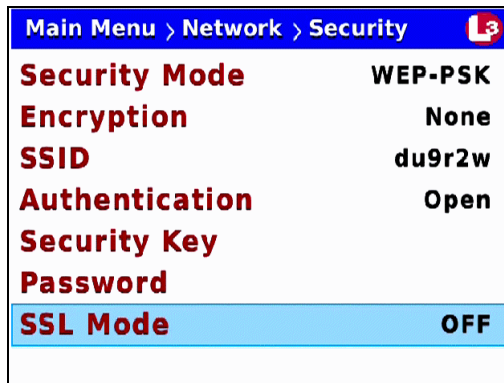 Main Menu > Network > Security L3
Security Mode WEP-PSK
Encryption None
SSID du9r2w
Authentication Open
Security Key
Password
SSL Mode OFF